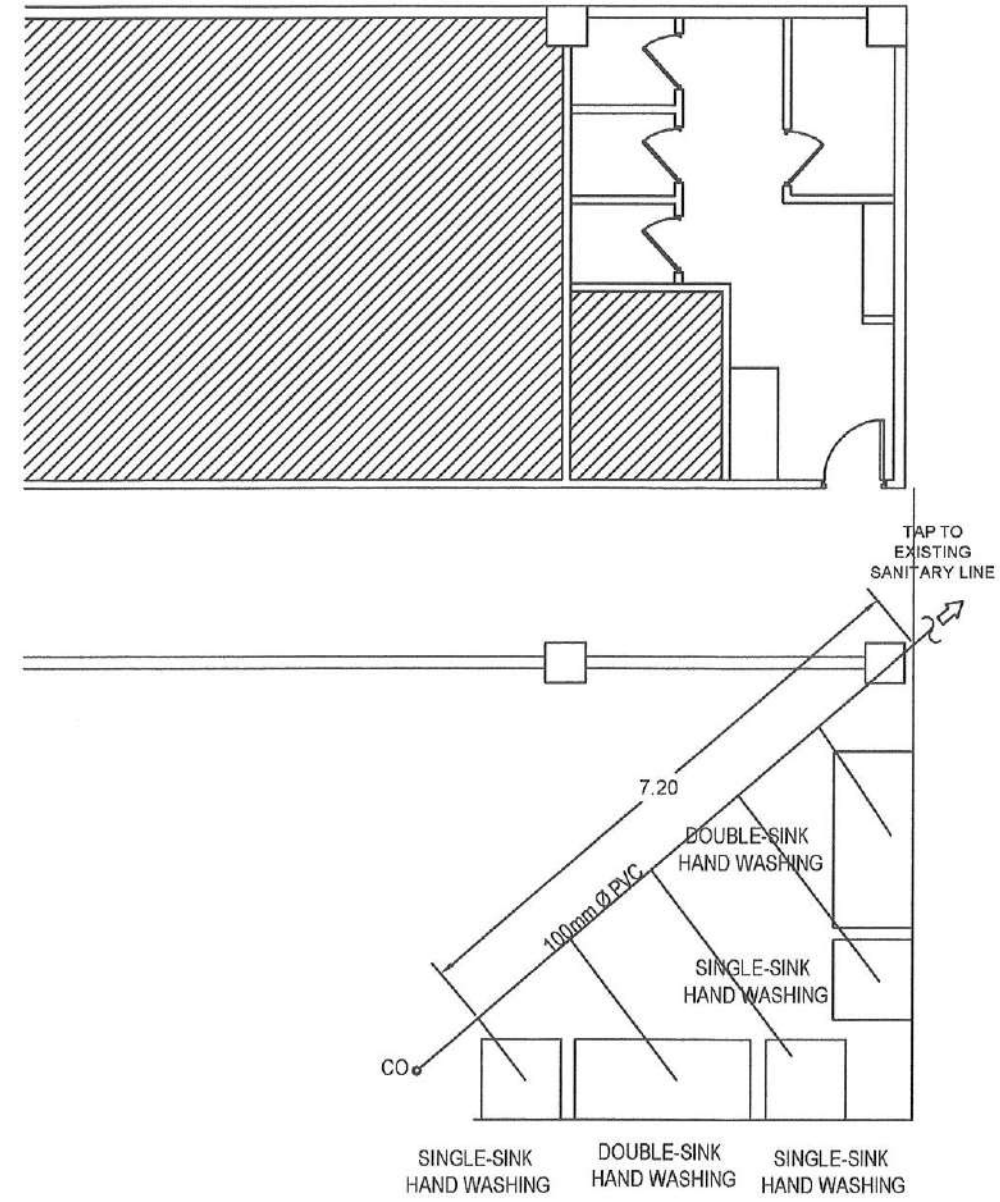 TAP TO
EXISTING
SANITARY LINE
7.20
DOUBLE-SINK
HAND WASHING
100mm Ø PVC
SINGLE-SINK
HAND WASHING
CO
SINGLE-SINK
HAND WASHING
DOUBLE-SINK
HAND WASHING
SINGLE-SINK
HAND WASHING